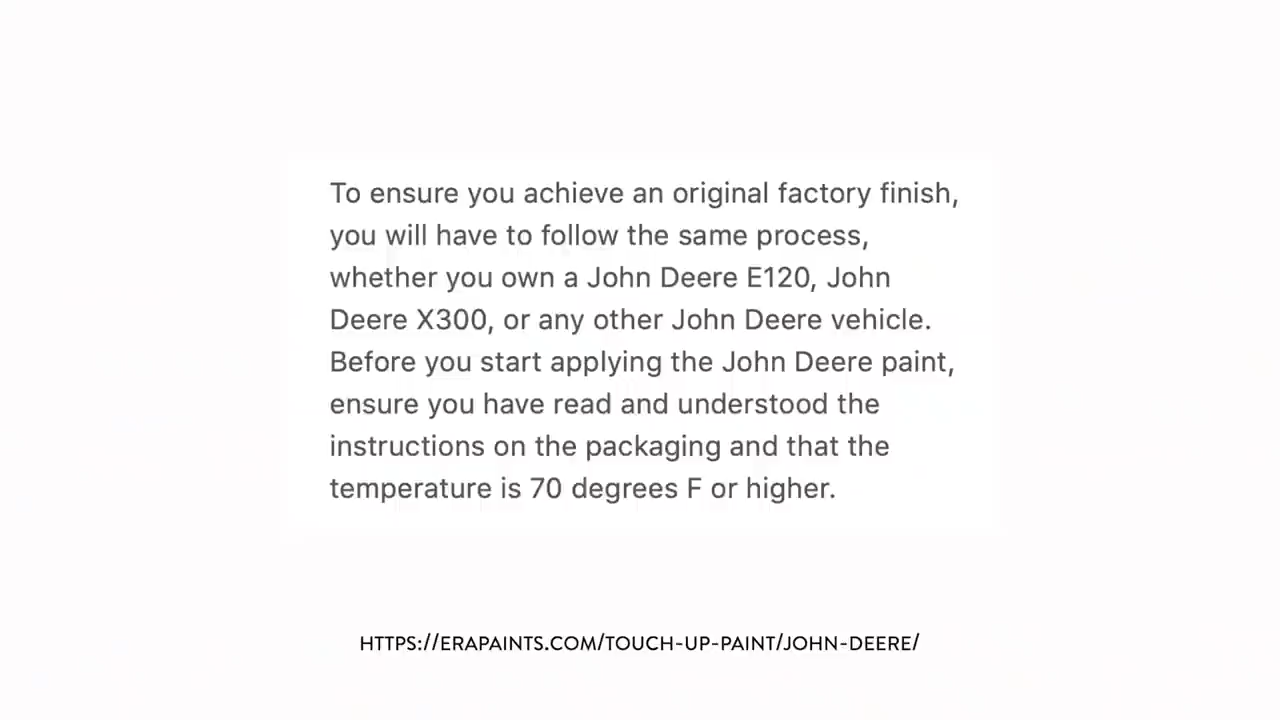 To ensure you achieve an original factory finish,
you will have to follow the same process,
whether you own a John Deere E120, John
Deere X300, or any other John Deere vehicle.
Before you start applying the John Deere paint,
ensure you have read and understood the
instructions on the packaging and that the
temperature is 70 degrees F or higher.
HTTPS://ERAPAINTS.COM/TOUCH-UP-PAINT/JOHN-DEERE/